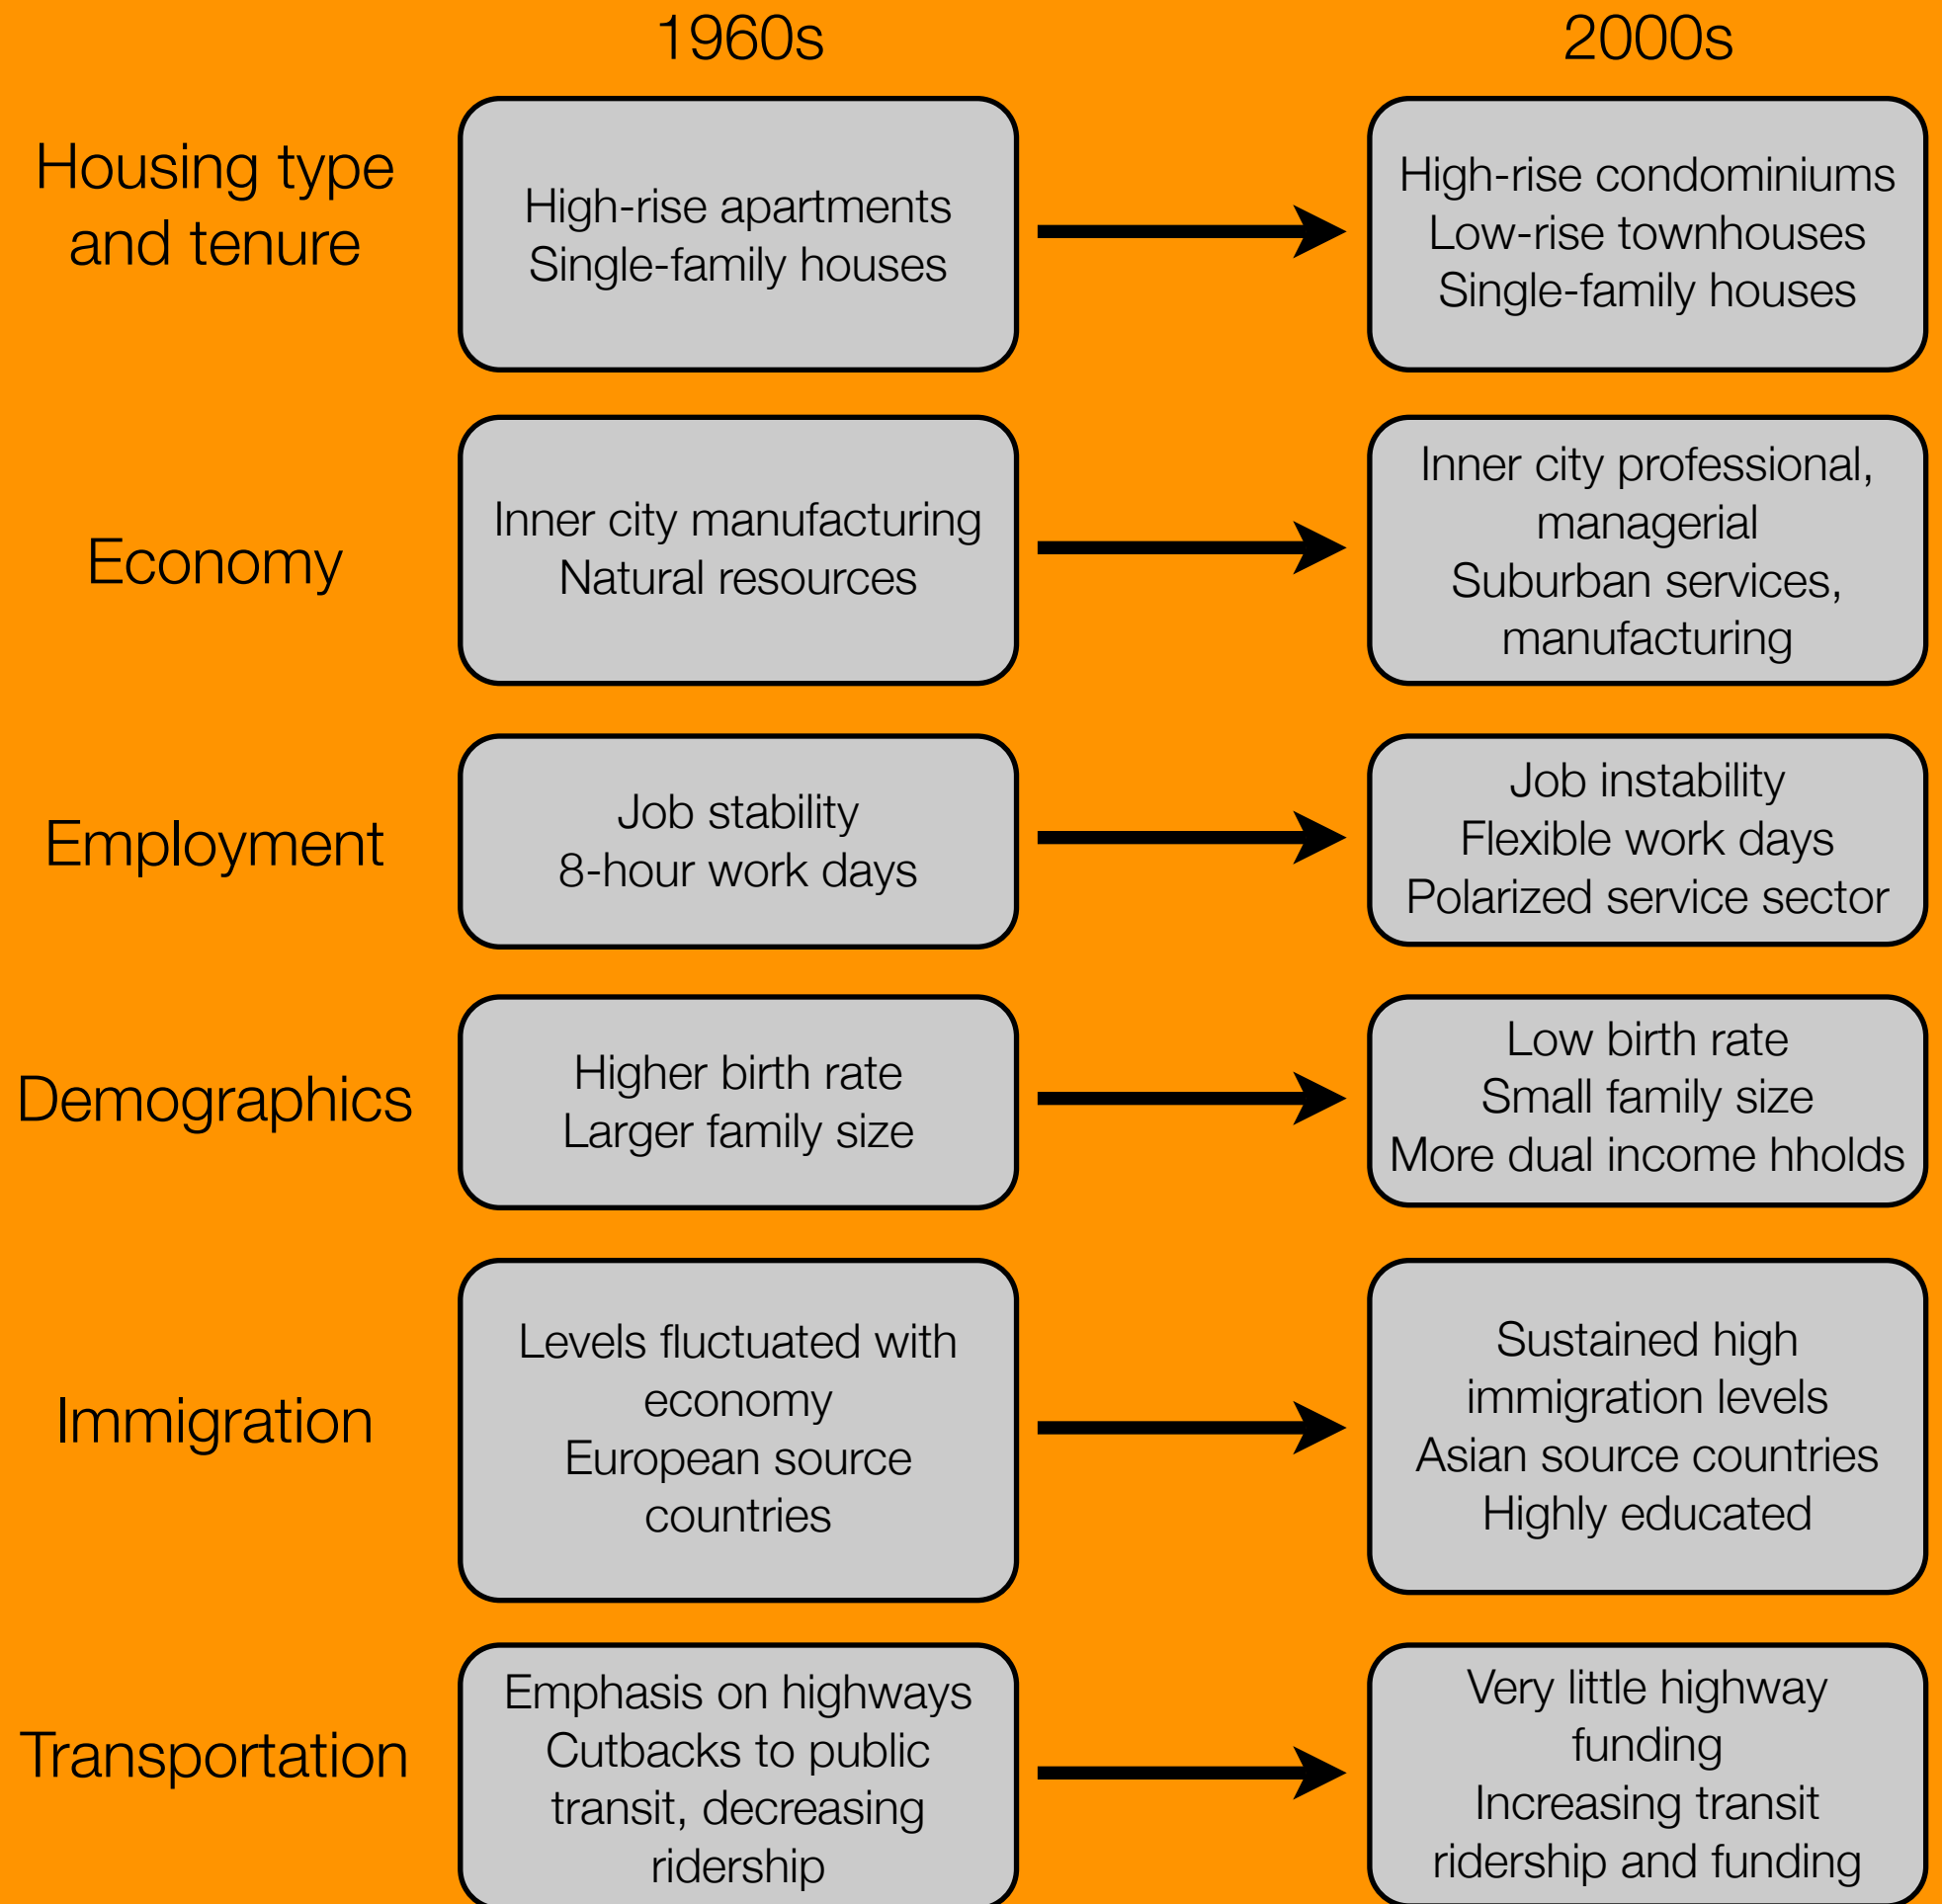 1960s
2000s
Housing type
and tenure
High-rise apartments
Single-family houses
High-rise condominiums
Low-rise townhouses
Single-family houses
Economy
Inner city manufacturing
Natural resources
Inner city professional,
managerial
Suburban services,
manufacturing
Employment
Job stability
8-hour work days
Job instability
Flexible work days
Polarized service sector
Demographics
Higher birth rate
Larger family size
Low birth rate
Small family size
More dual income hholds
Immigration
Levels fluctuated with
economy
European source
countries
Sustained high
immigration levels
Asian source countries
Highly educated
Transportation
Emphasis on highways
Cutbacks to public
transit, decreasing
ridership
Very little highway
funding
Increasing transit
ridership and funding